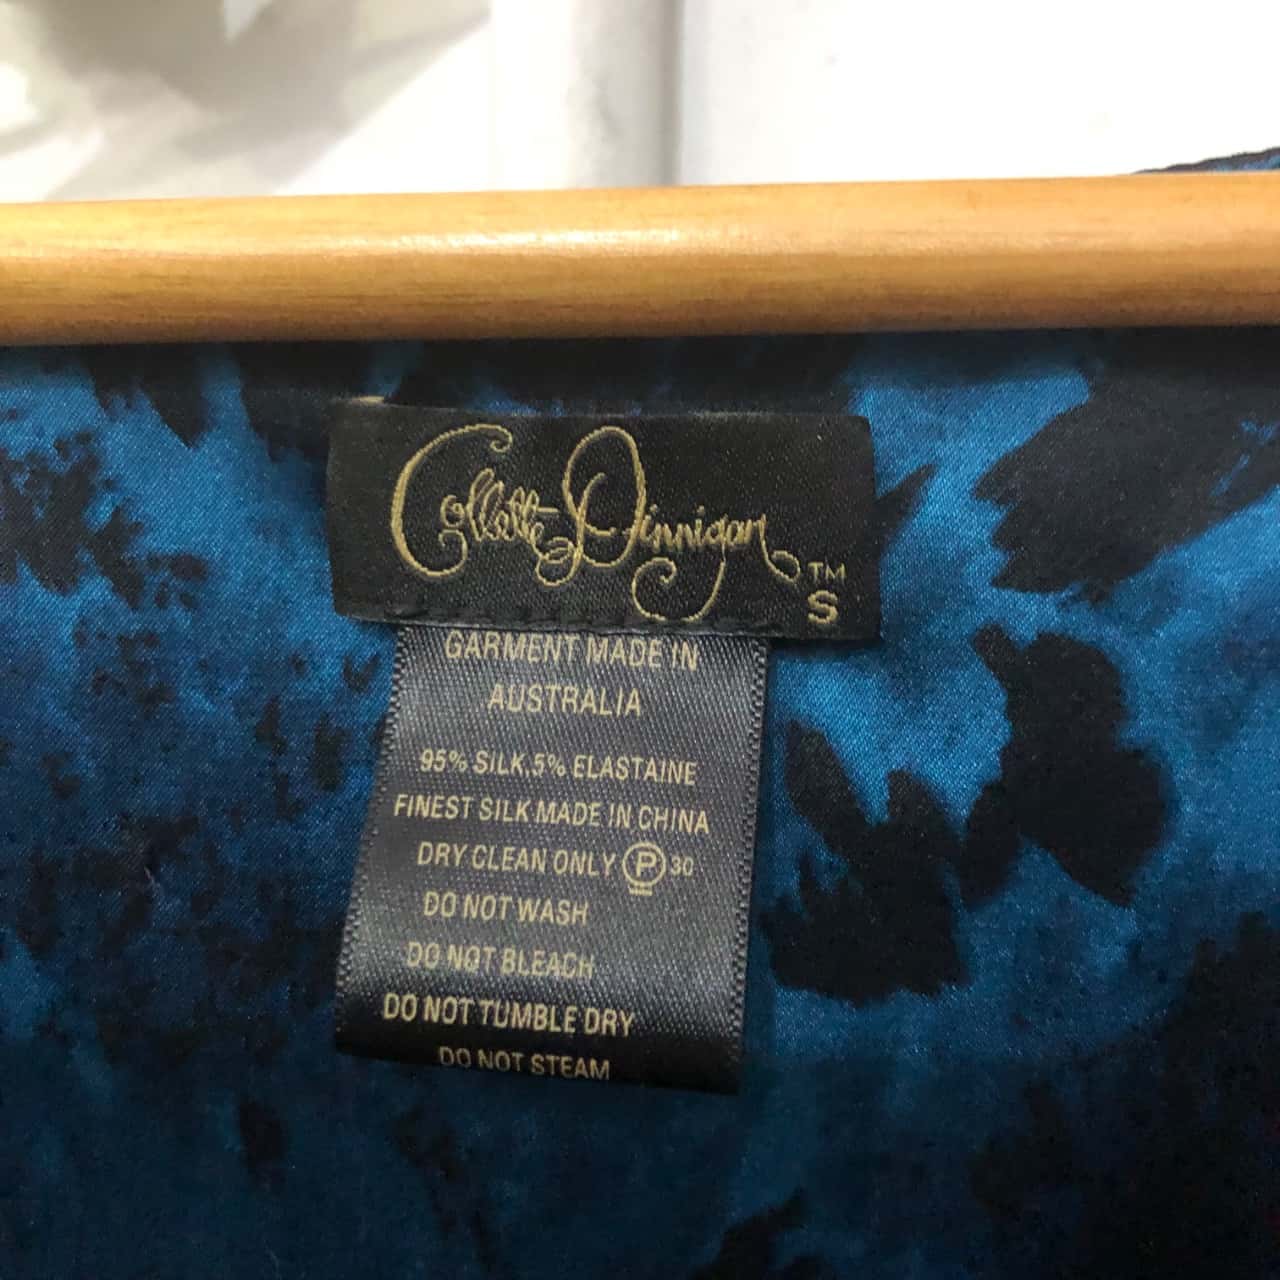 Collette Dinnigan
TM
S
GARMENT MADE IN
AUSTRALIA
95% SILK,5% ELASTAINE
FINEST SILK MADE IN CHINA
DRY CLEAN ONLY P 30
DO NOT WASH
DO NOT BLEACH
DO NOT TUMBLE DRY
DO NOT STEAM